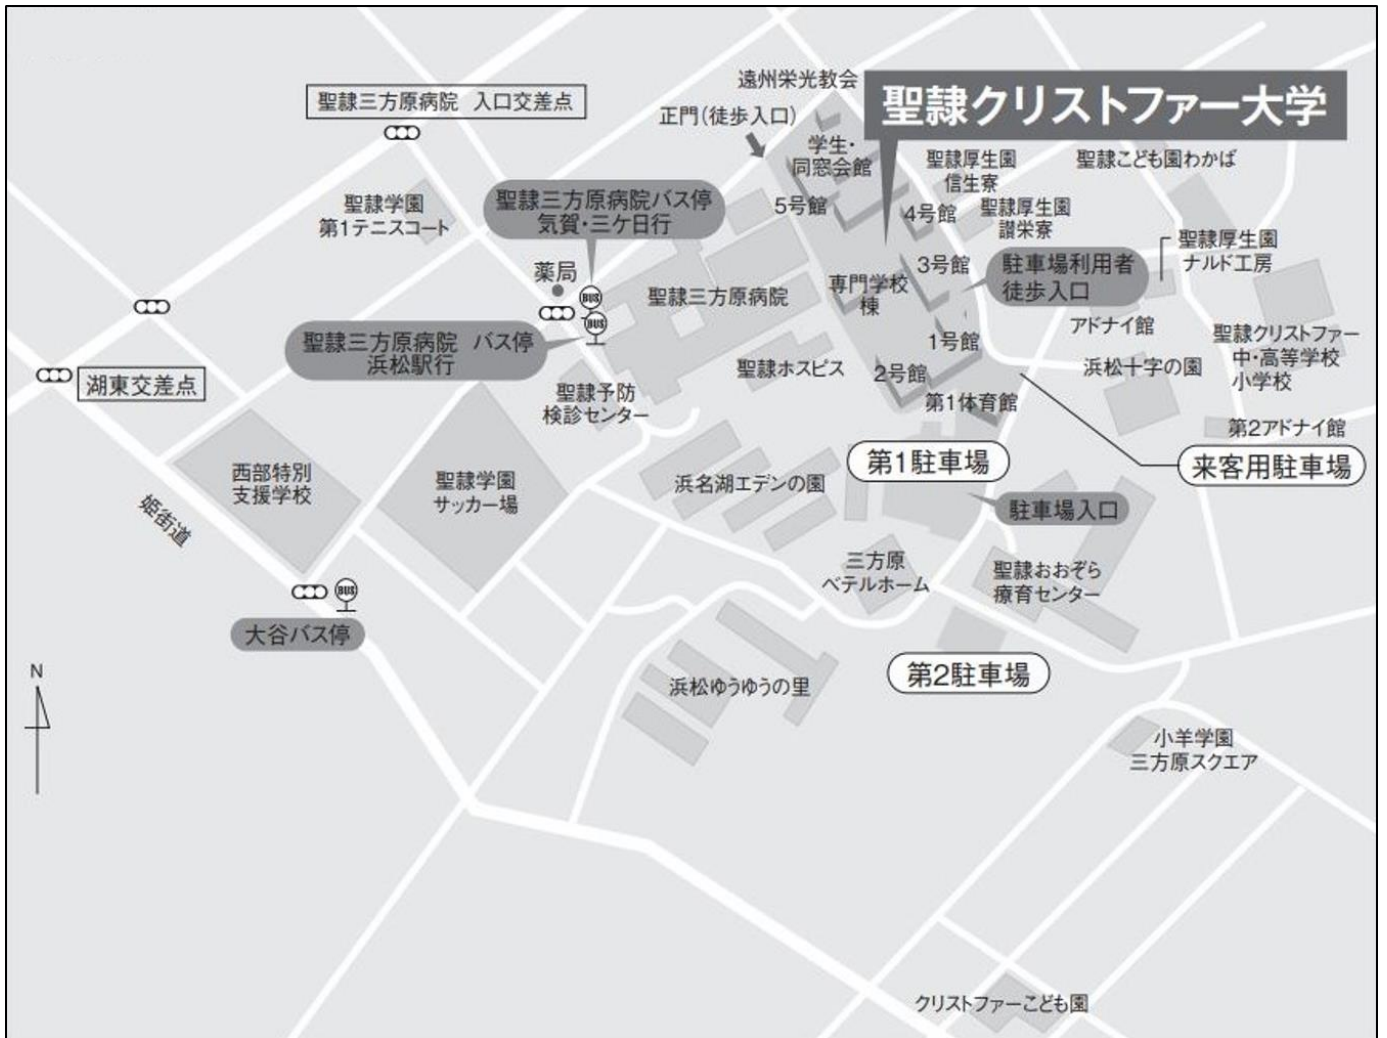 遠州栄光教会
聖隷三方原病院 入口交差点
聖隷クリストファー大学
正門(徒歩入口)
学生・
同窓会館
聖隷厚生園
信生寮
聖隷こども園わかば
聖隷学園
第1テニスコート
聖隷三方原病院バス停
気賀・三ケ日行
5号館
4号館
聖隷厚生園
讃栄寮
聖隷厚生園
ナルド工房
薬局
BUS
BUS
聖隷三方原病院
専門学校
棟
3号館
駐車場利用者
徒歩入口
アドナイ館
聖隷クリストファー
中・高等学校
小学校
聖隷三方原病院 バス停
浜松駅行
1号館
聖隷ホスピス
2号館
浜松十字の園
湖東交差点
聖隷予防
検診センター
第1体育館
第2アドナイ館
第1駐車場
来客用駐車場
西部特別
支援学校
聖隷学園
サッカー場
浜名湖エデンの園
駐車場入口
姫街道
三方原
ベテルホーム
聖隷おおぞら
療育センター
BUS
大谷バス停
N
浜松ゆうゆうの里
第2駐車場
小羊学園
三方原スクエア
クリストファーこども園